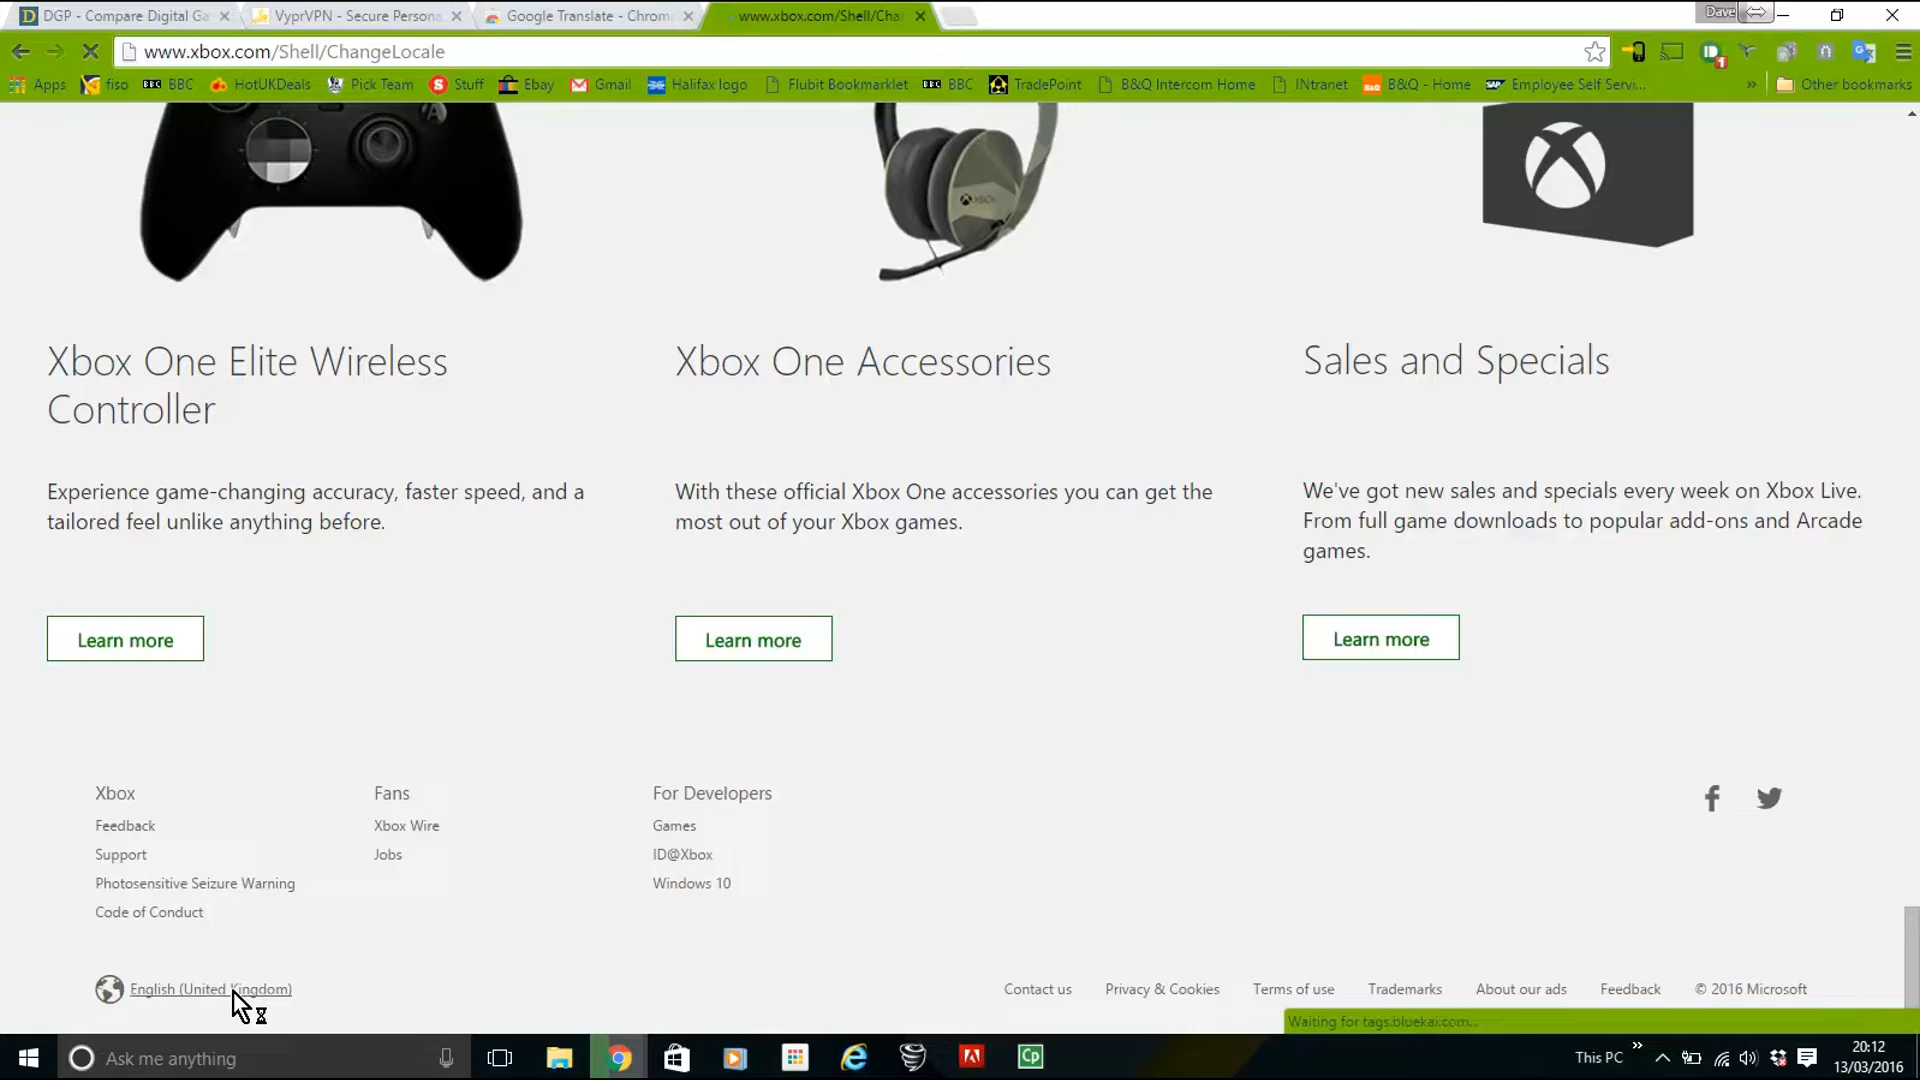 DGP - Compare Digital Ga
VyprVPN - Secure Persona
Google Translate - Chrom
www.xbox.com/Shell/Cha
Dave
www.xbox.com/Shell/ChangeLocale
Apps
fiso
BBC BBC
HotUKDeals
Pick Team
S Stuff
Ebay
Gmail
Halifax logo
Flubit Bookmarklet
BBC BBC
TradePoint
B&Q Intercom Home
INtranet
B&Q B&Q - Home
SAP Employee Self Servi...
»
Other bookmarks
XBOX
Xbox One Elite Wireless
Controller
Experience game-changing accuracy, faster speed, and a
tailored feel unlike anything before.
Learn more
Xbox One Accessories
With these official Xbox One accessories you can get the
most out of your Xbox games.
Learn more
Sales and Specials
We've got new sales and specials every week on Xbox Live.
From full game downloads to popular add-ons and Arcade
games.
Learn more
Xbox
Feedback
Support
Photosensitive Seizure Warning
Code of Conduct
Fans
Xbox Wire
Jobs
For Developers
Games
ID@Xbox
Windows 10
English (United Kingdom)
Contact us
Privacy & Cookies
Terms of use
Trademarks
About our ads
Feedback
© 2016 Microsoft
Waiting for tags.bluekai.com...
Ask me anything
Cp
This PC
»
20:12
13/03/2016